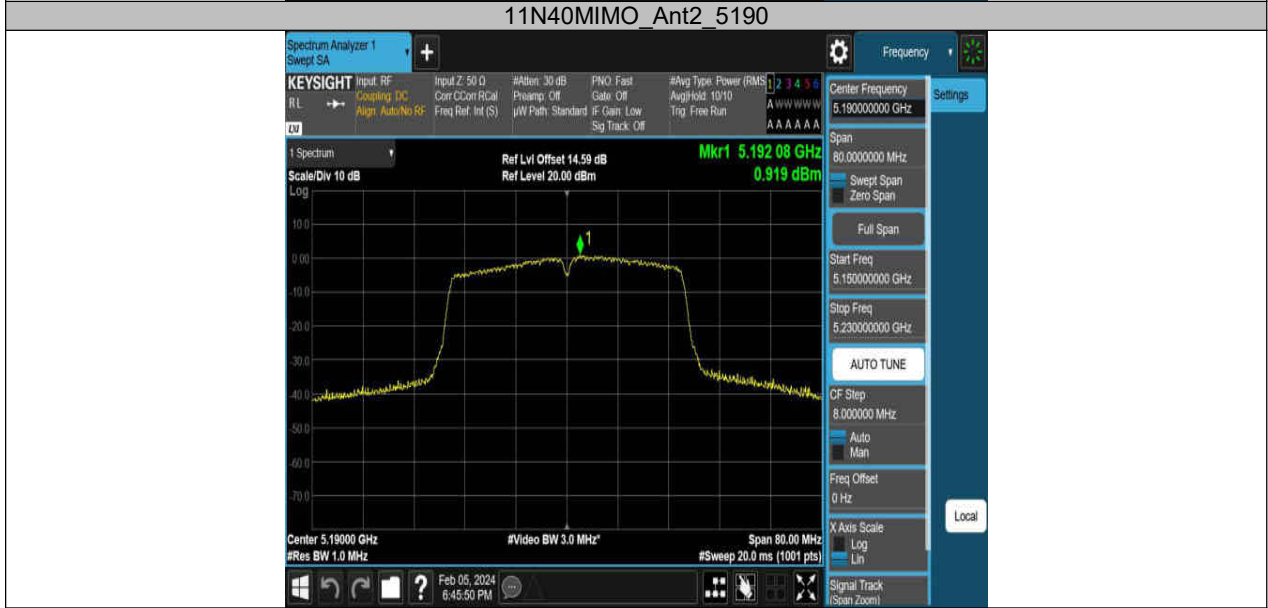 11N40MIMO_Ant2_5190
Spectrum Analyzer 1
Swept SA
+
Frequency
KEYSIGHT Input: RF Input Z: 50 Ω #Atten: 30 dB PNO: Fast #Avg Type: Power (RMS 1 2 3 4 5 6
RL Coupling: DC Corr CCorr RCal Preamp: Off Gate: Off Avg|Hold: 10/10 A W W W W W
Align: Auto/No RF Freq Ref: Int (S) µW Path: Standard IF Gain: Low Trig: Free Run
Sig Track: Off A A A A A A
LXI
1 Spectrum
Scale/Div 10 dB
Ref Lvl Offset 14.59 dB
Ref Level 20.00 dBm
Mkr1 5.192 08 GHz
0.919 dBm
Log
10.0
0.00
-10.0
-20.0
-30.0
-40.0
-50.0
-60.0
-70.0
1
Center 5.19000 GHz #Video BW 3.0 MHz* Span 80.00 MHz
#Res BW 1.0 MHz #Sweep 20.0 ms (1001 pts)
?
Feb 05, 2024
6:45:50 PM
Center Frequency
5.190000000 GHz
Settings
Span
80.0000000 MHz
Swept Span
Zero Span
Full Span
Start Freq
5.150000000 GHz
Stop Freq
5.230000000 GHz
AUTO TUNE
CF Step
8.000000 MHz
Auto
Man
Freq Offset
0 Hz
X Axis Scale
Log
Lin
Local
Signal Track
(Span Zoom)